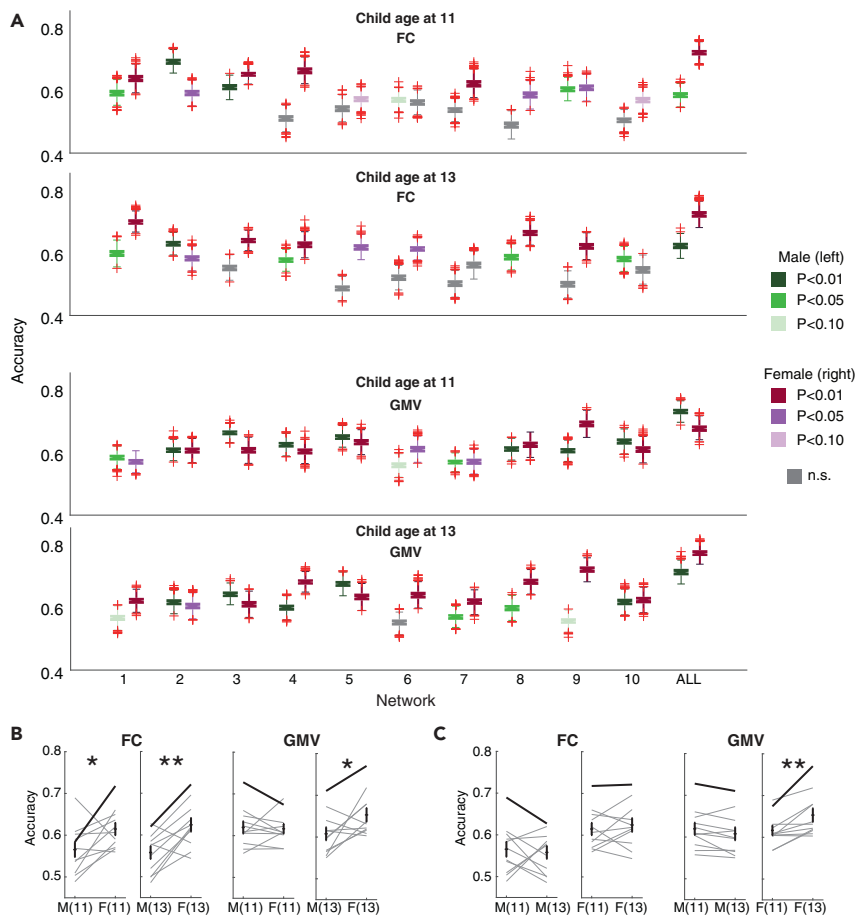 A
Child age at 11
FC
0.8
0.6
0.4
Child age at 13
FC
0.8
0.6
0.4
Accuracy
Child age at 11
GMV
0.8
0.6
0.4
Child age at 13
GMV
0.8
0.6
0.4
1 2 3 4 5 6 7 8 9 10 ALL
Network
Male (left)
P<0.01
P<0.05
P<0.10
Female (right)
P<0.01
P<0.05
P<0.10
n.s.
B
FC GMV
0.8
0.7
0.6
0.5
Accuracy
* ** *
M(11) F(11) M(13) F(13) M(11) F(11) M(13) F(13)
C
FC GMV
0.8
0.7
0.6
0.5
Accuracy
**
M(11) M(13) F(11) F(13) M(11) M(13) F(11) F(13)